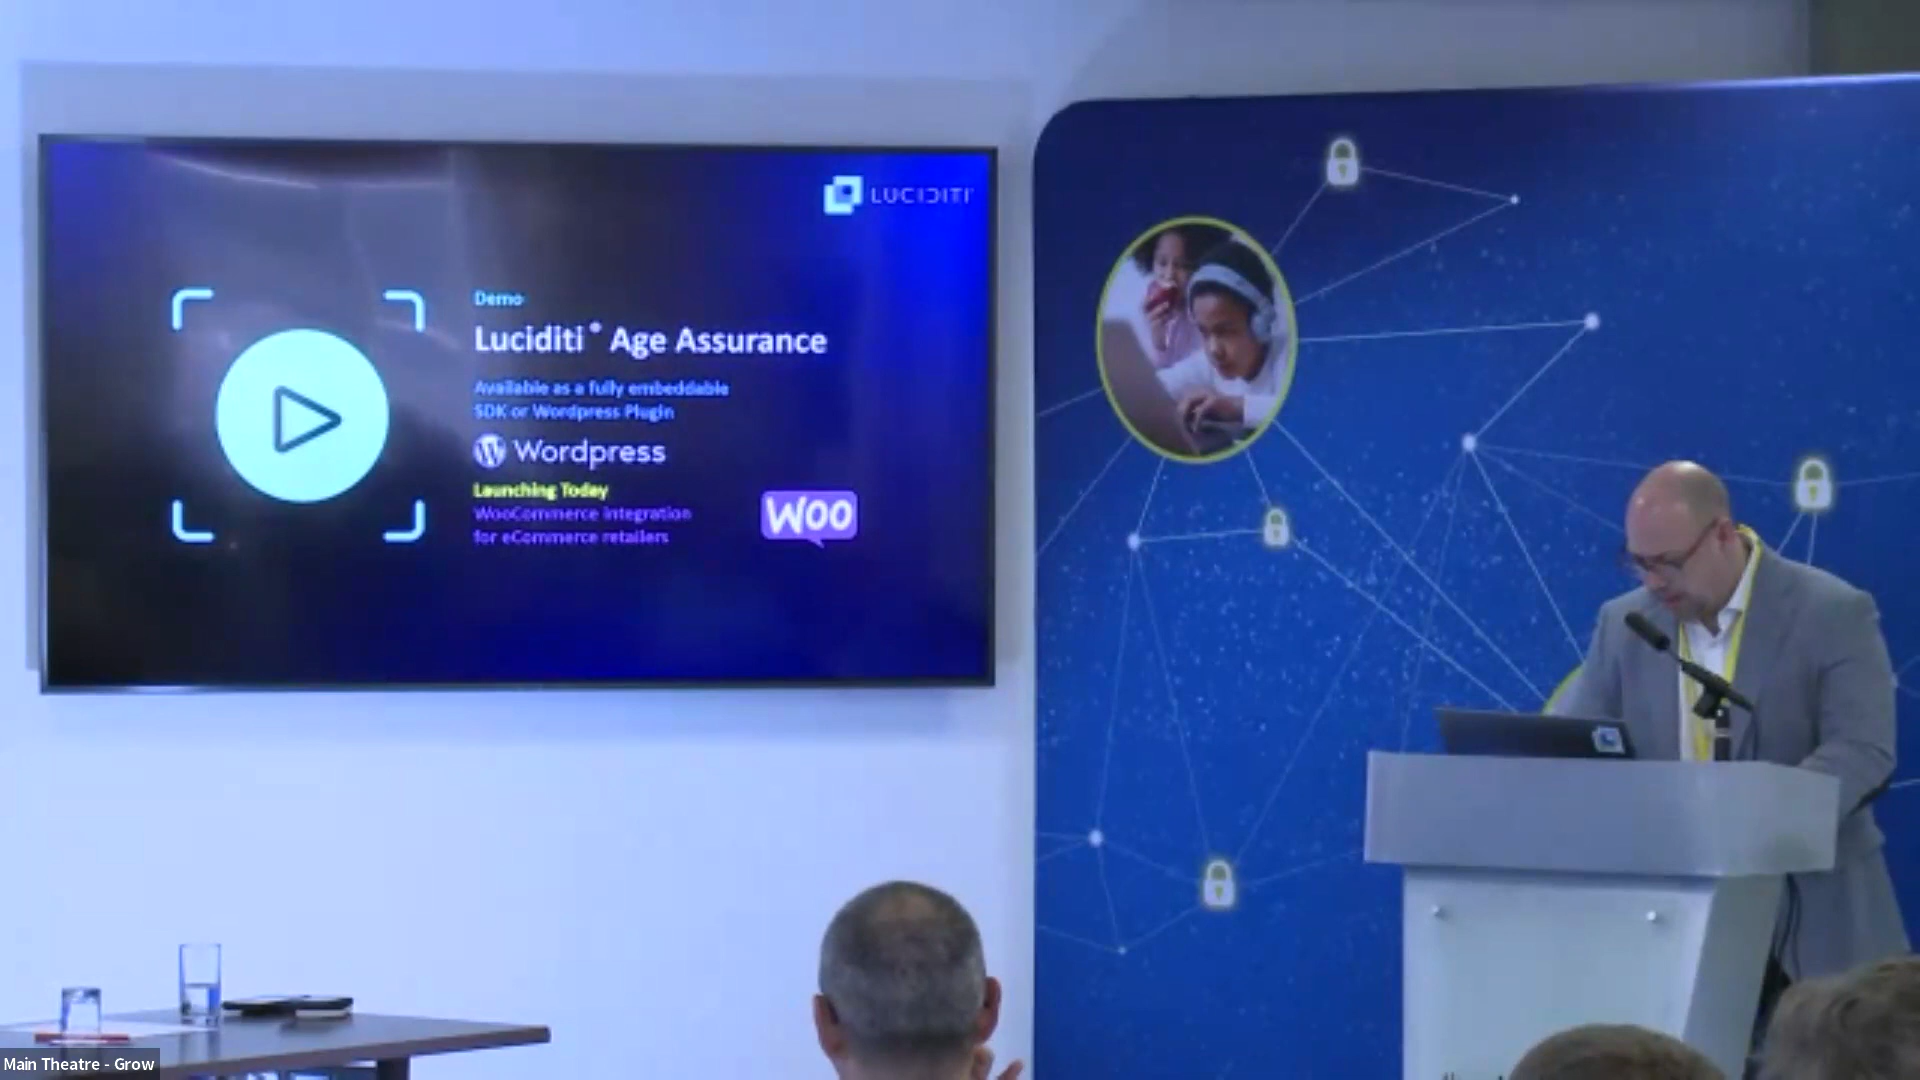 LUCIDITI
Demo
Luciditi® Age Assurance
Available as a fully embeddable
SDK or Wordpress Plugin
Wordpress
Launching Today
WooCommerce integration
for eCommerce retailers
WOO
Main Theatre - Grow